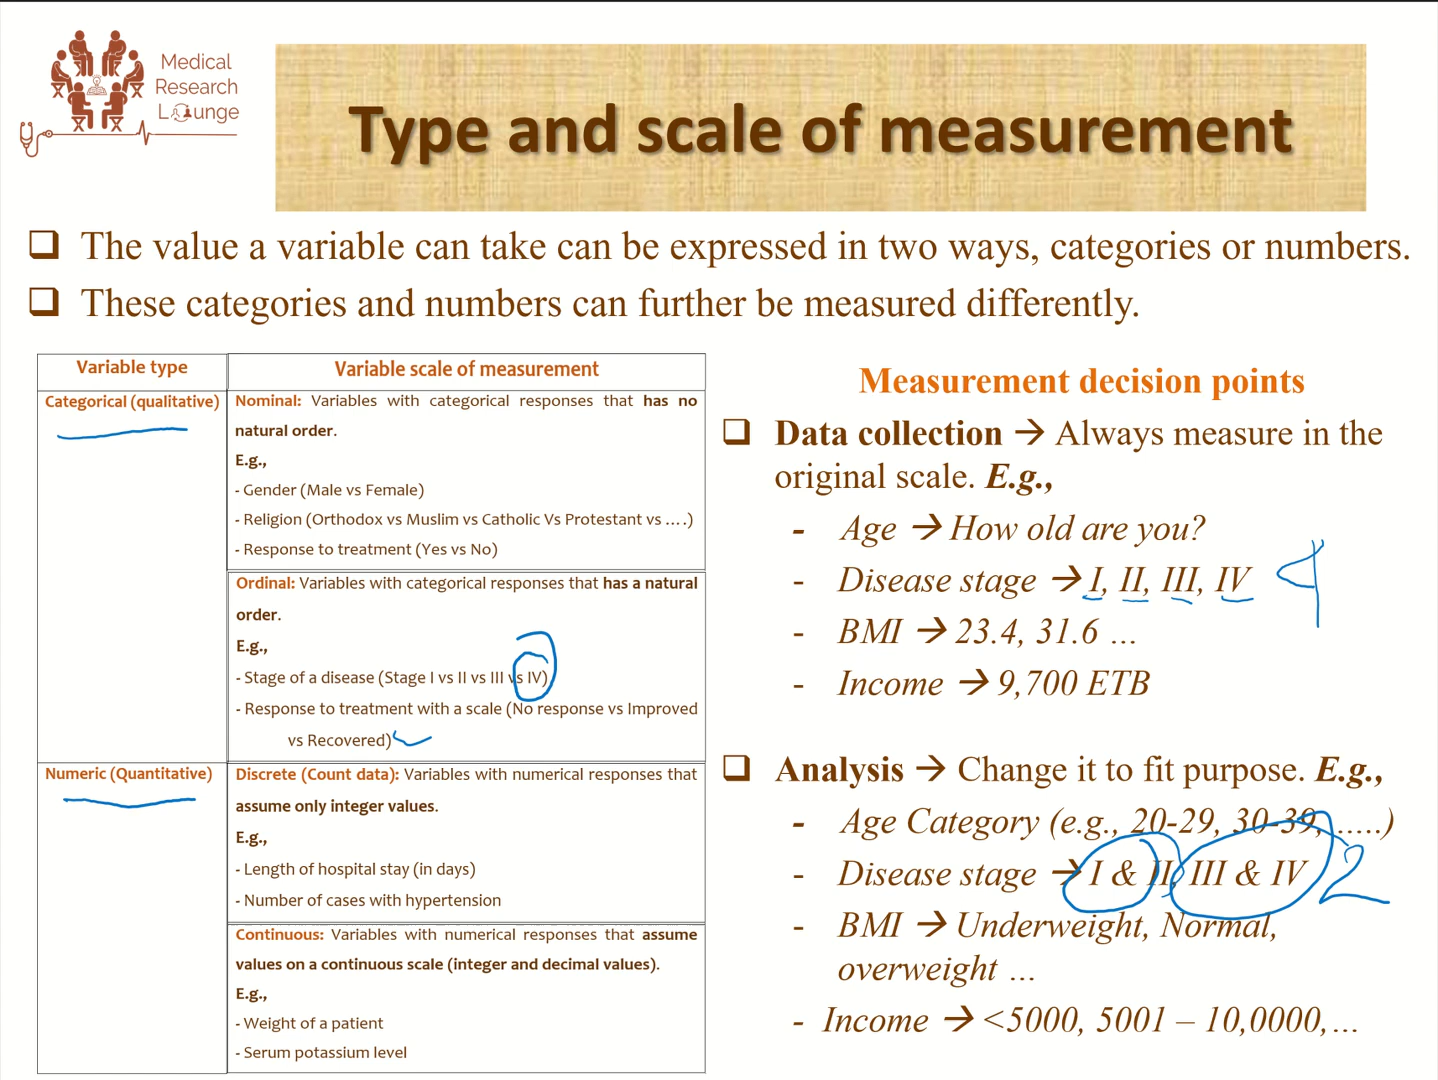 Medical
Research
Lounge
Type and scale of measurement
❑ The value a variable can take can be expressed in two ways, categories or numbers.
❑ These categories and numbers can further be measured differently.
Variable type
Variable scale of measurement
Categorical (qualitative)
Nominal: Variables with categorical responses that has no
natural order.
E.g.,
- Gender (Male vs Female)
- Religion (Orthodox vs Muslim vs Catholic Vs Protestant vs ....)
- Response to treatment (Yes vs No)
Ordinal: Variables with categorical responses that has a natural
order.
E.g.,
- Stage of a disease (Stage I vs II vs III vs IV)
- Response to treatment with a scale (No response vs Improved
vs Recovered)
Numeric (Quantitative)
Discrete (Count data): Variables with numerical responses that
assume only integer values.
E.g.,
- Length of hospital stay (in days)
- Number of cases with hypertension
Continuous: Variables with numerical responses that assume
values on a continuous scale (integer and decimal values).
E.g.,
- Weight of a patient
- Serum potassium level
Measurement decision points
❑ Data collection → Always measure in the
original scale. E.g.,
- Age → How old are you?
- Disease stage → I, II, III, IV 4
- BMI → 23.4, 31.6 ...
- Income → 9,700 ETB
❑ Analysis → Change it to fit purpose. E.g.,
- Age Category (e.g., 20-29, 30-39, .....)
- Disease stage → I & II, III & IV 2
- BMI → Underweight, Normal,
overweight ...
- Income → <5000, 5001 – 10,0000,...